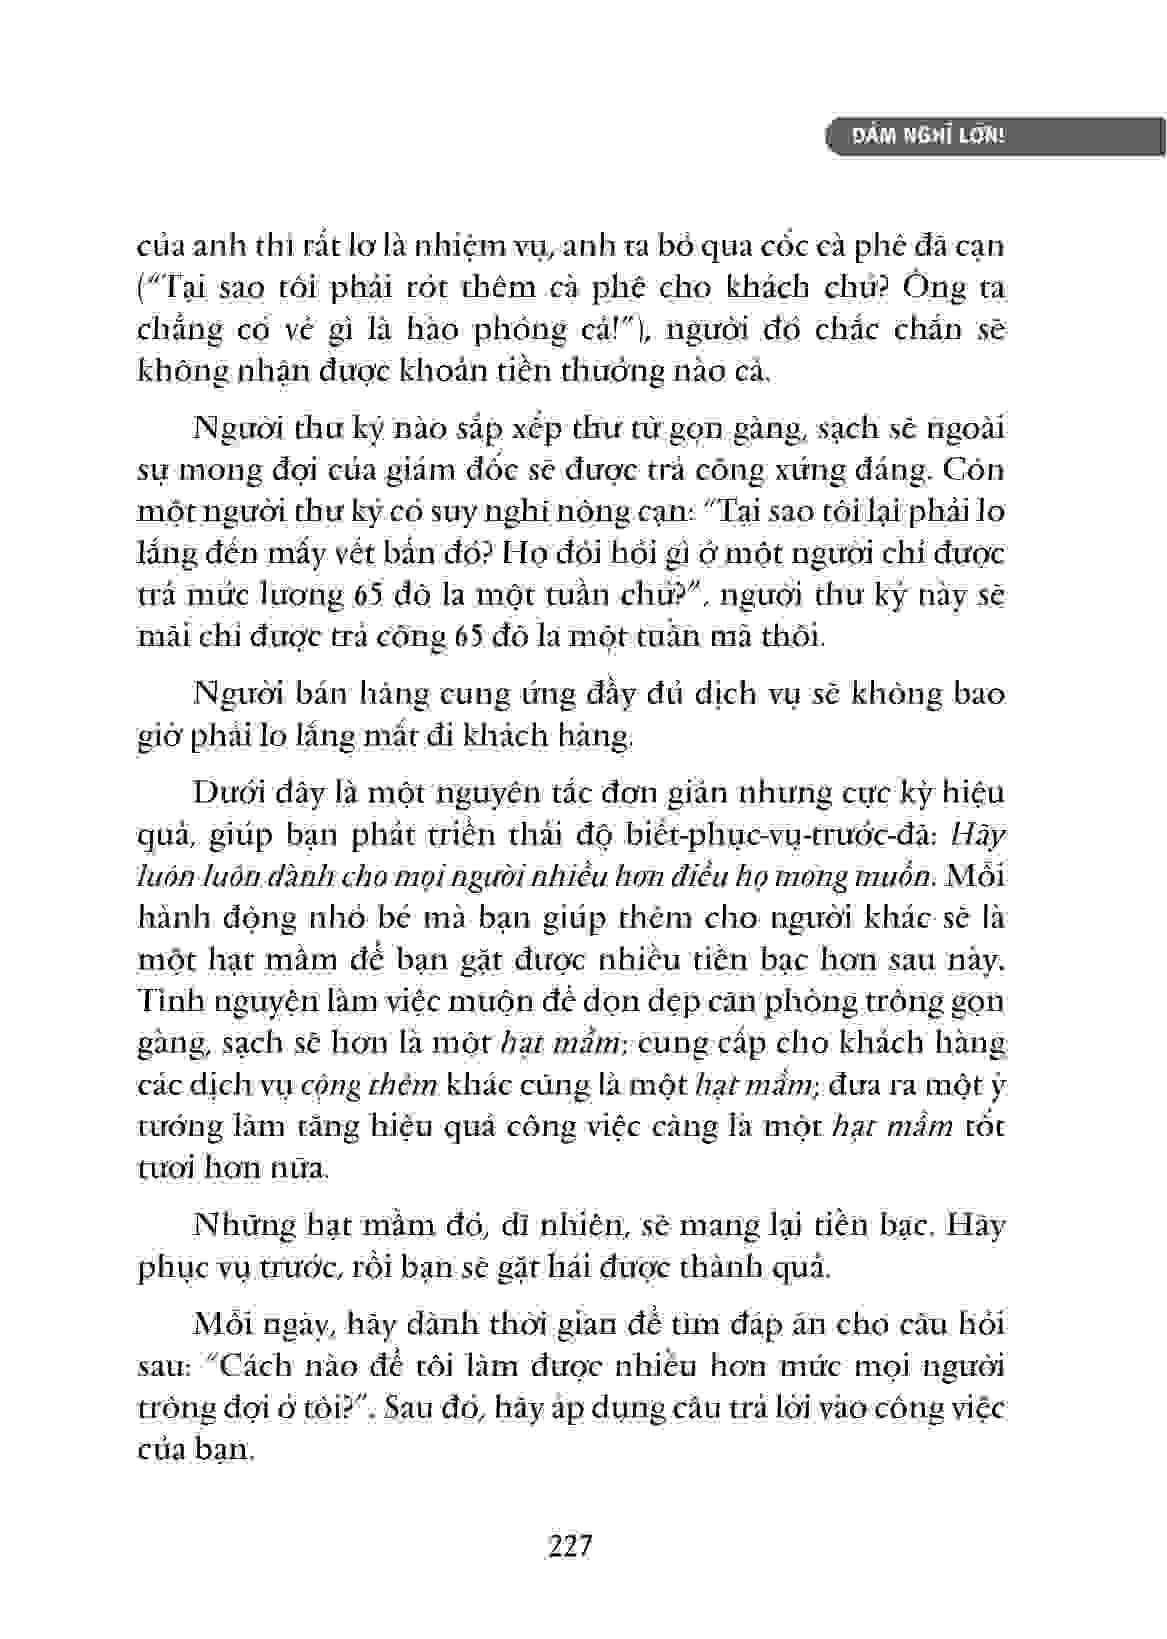 DÁM NGHĨ LỚN!
của anh thì rất lơ là nhiệm vụ, anh ta bỏ qua cốc cà phê đã cạn
(“Tại sao tôi phải rót thêm cà phê cho khách chứ? Ông ta
chẳng có vẻ gì là hào phóng cả!”), người đó chắc chắn sẽ
không nhận được khoản tiền thưởng nào cả.
Người thư ký nào sắp xếp thư từ gọn gàng, sạch sẽ ngoài
sự mong đợi của giám đốc sẽ được trả công xứng đáng. Còn
một người thư ký có suy nghĩ nông cạn: “Tại sao tôi lại phải lo
lắng đến mấy vết bẩn đó? Họ đòi hỏi gì ở một người chỉ được
trả mức lương 65 đô la một tuần chứ?”, người thư ký này sẽ
mãi chỉ được trả công 65 đô la một tuần mà thôi.
Người bán hàng cung ứng đầy đủ dịch vụ sẽ không bao
giờ phải lo lắng mất đi khách hàng.
Dưới đây là một nguyên tắc đơn giản nhưng cực kỳ hiệu
quả, giúp bạn phát triển thái độ biết-phục-vụ-trước-đã: Hãy
luôn luôn dành cho mọi người nhiều hơn điều họ mong muốn. Mỗi
hành động nhỏ bé mà bạn giúp thêm cho người khác sẽ là
một hạt mầm để bạn gặt được nhiều tiền bạc hơn sau này.
Tình nguyện làm việc muộn để dọn dẹp căn phòng trông gọn
gàng, sạch sẽ hơn là một hạt mầm; cung cấp cho khách hàng
các dịch vụ cộng thêm khác cũng là một hạt mầm; đưa ra một ý
tưởng làm tăng hiệu quả công việc càng là một hạt mầm tốt
tươi hơn nữa.
Những hạt mầm đó, dĩ nhiên, sẽ mang lại tiền bạc. Hãy
phục vụ trước, rồi bạn sẽ gặt hái được thành quả.
Mỗi ngày, hãy dành thời gian để tìm đáp án cho câu hỏi
sau: “Cách nào để tôi làm được nhiều hơn mức mọi người
trông đợi ở tôi?”. Sau đó, hãy áp dụng câu trả lời vào công việc
của bạn.
227